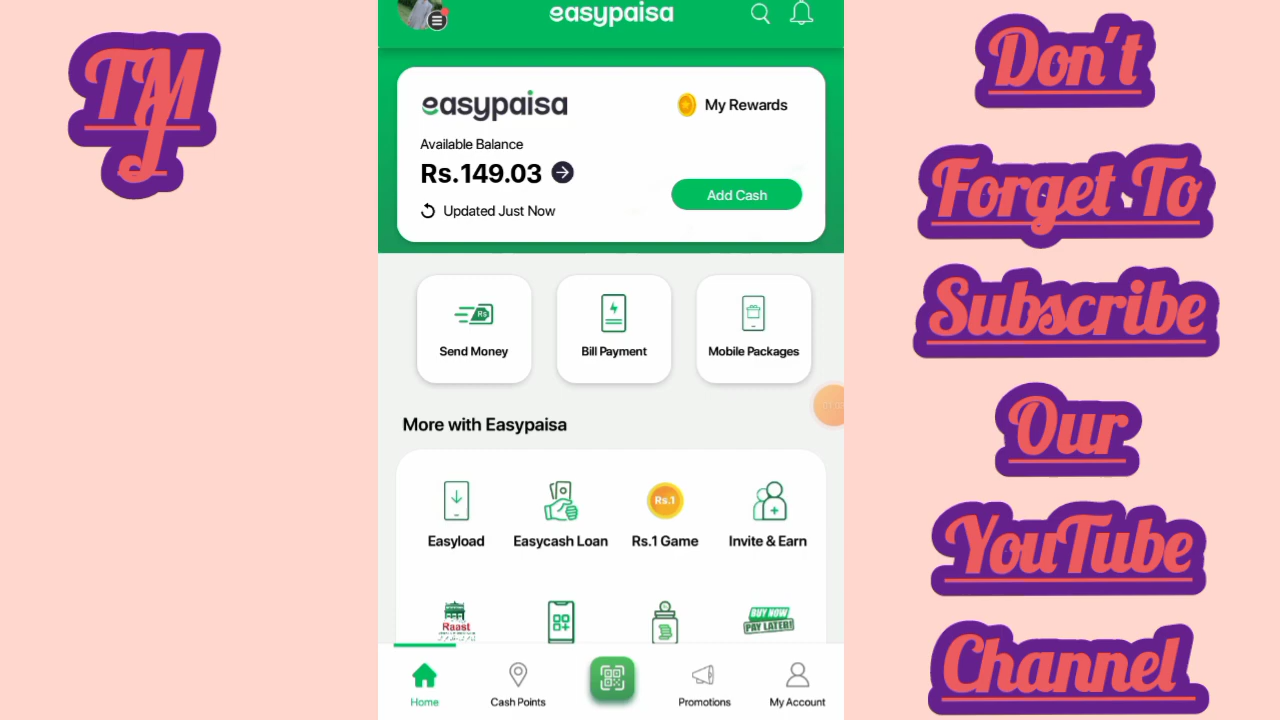 TMJ
easypaisa
easypaisa
My Rewards
Available Balance
Rs.149.03
Updated Just Now
Add Cash
Send Money
Bill Payment
Mobile Packages
More with Easypaisa
Rs.1
Easyload
Easycash Loan
Rs.1 Game
Invite & Earn
Raast
BUY NOW
PAY LATER!
Home
Cash Points
Promotions
My Account
Don't
Forget To
Subscribe
Our
YouTube
Channel